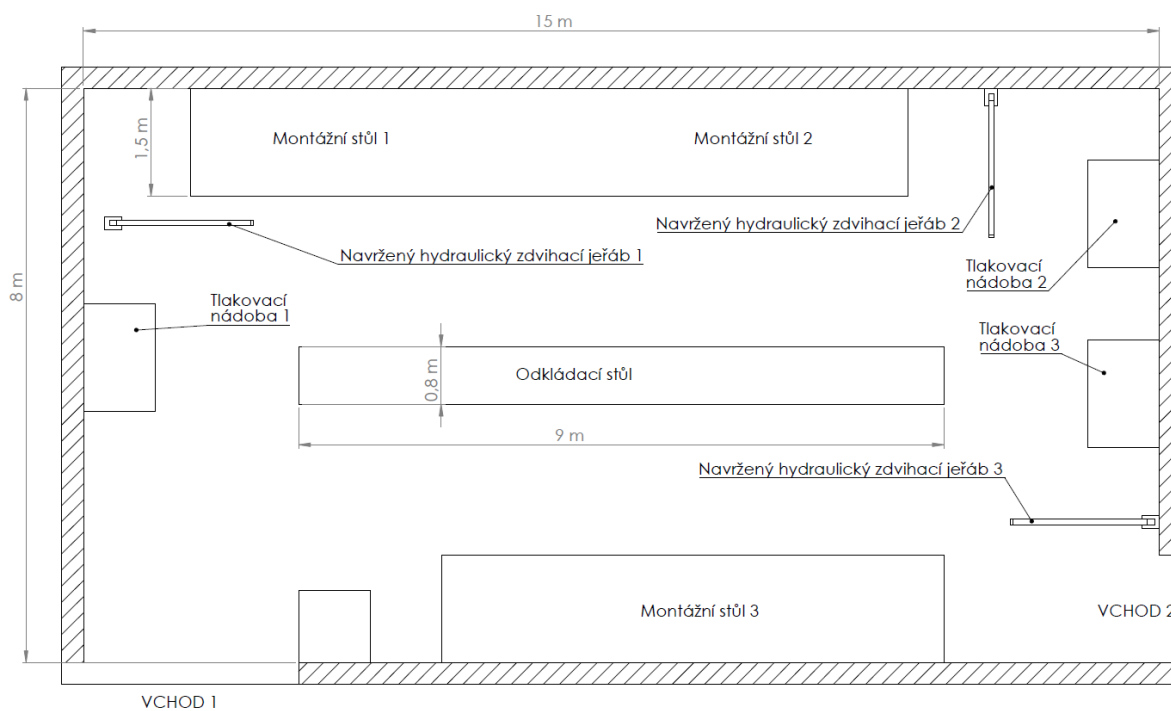 15 m
1,5 m
Montážní stůl 1
Montážní stůl 2
Navržený hydraulický zdvihací jeřáb 2
Navržený hydraulický zdvihací jeřáb 1
8 m
Tlakovací
nádoba 2
Tlakovací
nádoba 1
Tlakovací
nádoba 3
0,8 m
Odkládací stůl
9 m
Navržený hydraulický zdvihací jeřáb 3
Montážní stůl 3
VCHOD 2
VCHOD 1